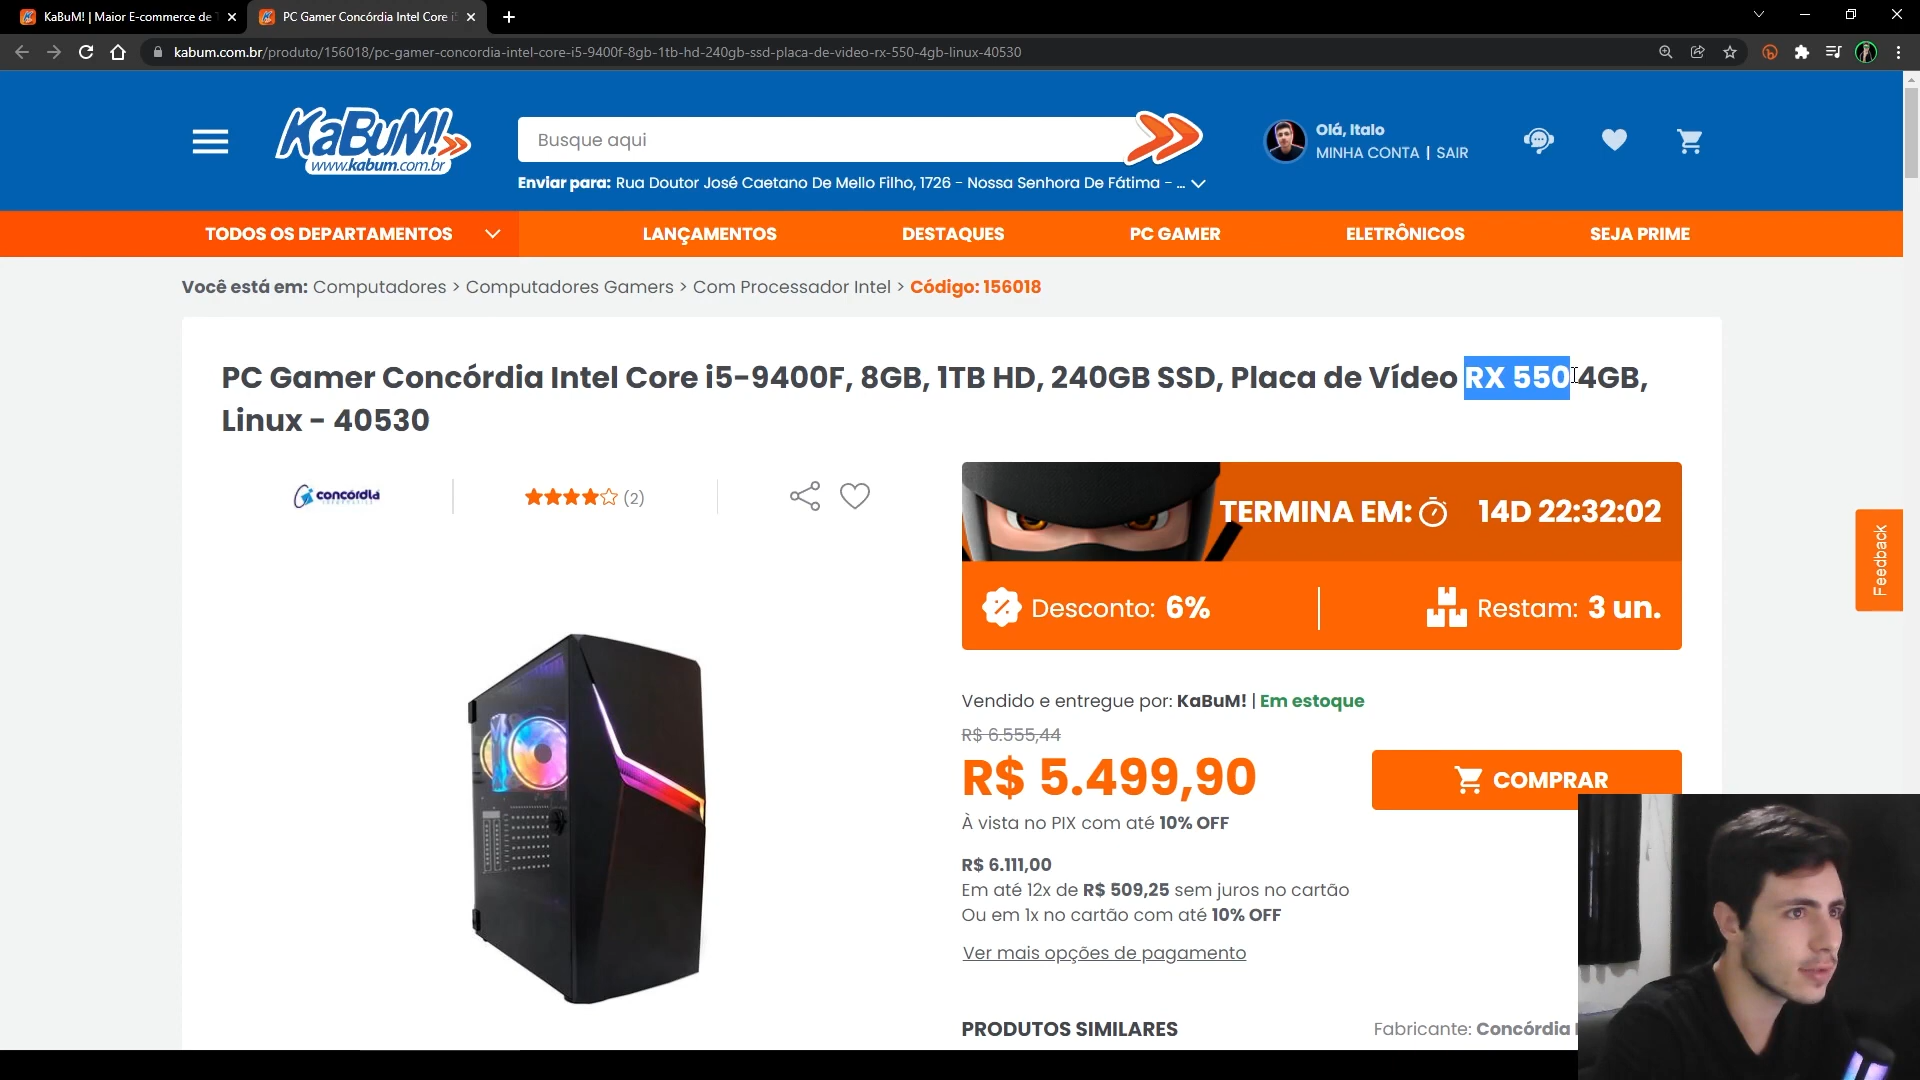 KaBuM! | Maior E-commerce de T
PC Gamer Concórdia Intel Core i5
kabum.com.br/produto/156018/pc-gamer-concordia-intel-core-i5-9400f-8gb-1tb-hd-240gb-ssd-placa-de-video-rx-550-4gb-linux-40530
KaBuM!
www.kabum.com.br
Busque aqui
Olá, Italo
MINHA CONTA | SAIR
Enviar para: Rua Doutor José Caetano De Mello Filho, 1726 - Nossa Senhora De Fátima - ...
TODOS OS DEPARTAMENTOS
LANÇAMENTOS
DESTAQUES
PC GAMER
ELETRÔNICOS
SEJA PRIME
Você está em: Computadores > Computadores Gamers > Com Processador Intel > Código: 156018
PC Gamer Concórdia Intel Core i5-9400F, 8GB, 1TB HD, 240GB SSD, Placa de Vídeo RX 550 4GB,
Linux - 40530
concórdia
(2)
TERMINA EM: 14D 22:32:02
Desconto: 6%
Restam: 3 un.
Feedback
Vendido e entregue por: KaBuM! | Em estoque
R$ 6.555,44
R$ 5.499,90
COMPRAR
À vista no PIX com até 10% OFF
R$ 6.111,00
Em até 12x de R$ 509,25 sem juros no cartão
Ou em 1x no cartão com até 10% OFF
Ver mais opções de pagamento
PRODUTOS SIMILARES
Fabricante: Concórdia